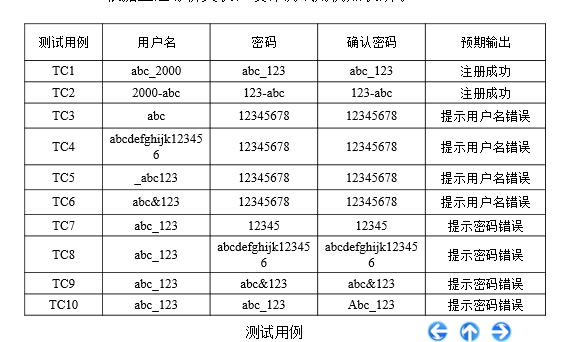 测试用例 用户名 密码 确认密码 预期输出
TC1 abc_2000 abc_123 abc_123 注册成功
TC2 2000-abc 123-abc 123-abc 注册成功
TC3 abc 12345678 12345678 提示用户名错误
TC4 abcdefghijk123456 12345678 12345678 提示用户名错误
TC5 _abc123 12345678 12345678 提示用户名错误
TC6 abc&123 12345678 12345678 提示用户名错误
TC7 abc_123 12345 12345 提示密码错误
TC8 abc_123 abcdefghijk123456 abcdefghijk123456 提示密码错误
TC9 abc_123 abc&123 abc&123 提示密码错误
TC10 abc_123 abc_123 Abc_123 提示密码错误
测试用例